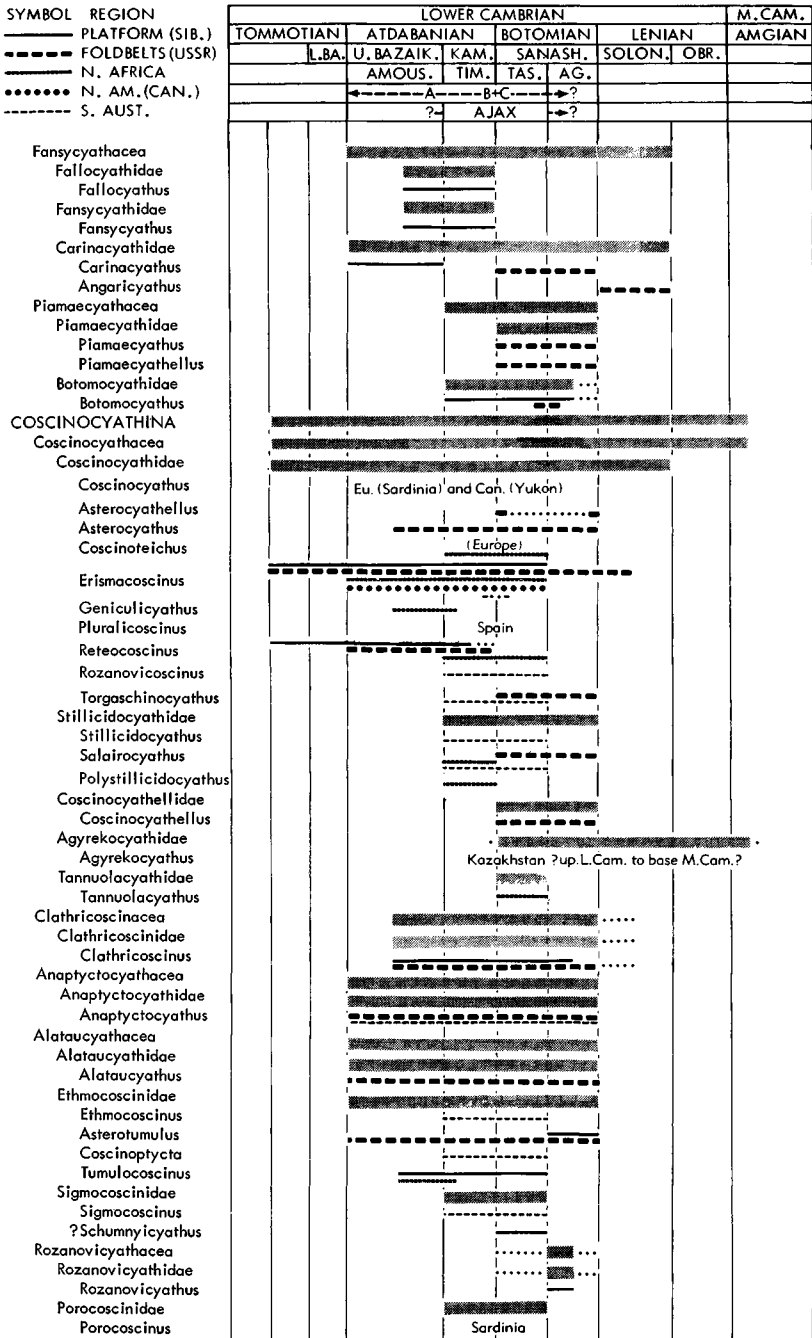 SYMBOL REGION LOWER CAMBRIAN M.CAM.
PLATFORM (SIB.) TOMMOTIAN ATDABANIAN BOTOMIAN LENIAN AMGIAN
FOLDBELTS (USSR) L.BA. U.BAZAIK. KAM. SANASH. SOLON. OBR.
N. AFRICA AMOUS. TIM. TAS. AG.
N. AM.(CAN.) A B+C ?
S. AUST. ? AJAX ?
Fansycyathacea
Fallocyathidae
Fallocyathus
Fansycyathidae
Fansycyathus
Carinacyathidae
Carinacyathus
Angaricyathus
Piamaecyathacea
Piamaecyathidae
Piamaecyathus
Piamaecyathellus
Botomocyathidae
Botomocyathus
COSCINOCYATHINA
Coscinocyathacea
Coscinocyathidae
Coscinocyathus Eu. (Sardinia) and Can. (Yukon)
Asterocyathellus
Asterocyathus
Coscinoteichus (Europe)
Erismacoscinus
Geniculicyathus
Pluralicoscinus Spain
Reteocoscinus
Rozanovicoscinus
Torgaschinocyathus
Stillicidocyathidae
Stillicidocyathus
Salairocyathus
Polystillicidocyathus
Coscinocyathellidae
Coscinocyathellus
Agyrekocyathidae
Agyrekocyathus Kazakhstan ?up.L.Cam. to base M.Cam.?
Tannuolacyathidae
Tannuolacyathus
Clathricoscinacea
Clathricoscinidae
Clathricoscinus
Anaptyctocyathacea
Anaptyctocyathidae
Anaptyctocyathus
Alataucyathacea
Alataucyathidae
Alataucyathus
Ethmocoscinidae
Ethmocoscinus
Asterotumulus
Coscinoptycta
Tumulocoscinus
Sigmocoscinidae
Sigmocoscinus
?Schumnyicyathus
Rozanovicyathacea
Rozanovicyathidae
Rozanovicyathus
Porocoscinidae
Porocoscinus Sardinia